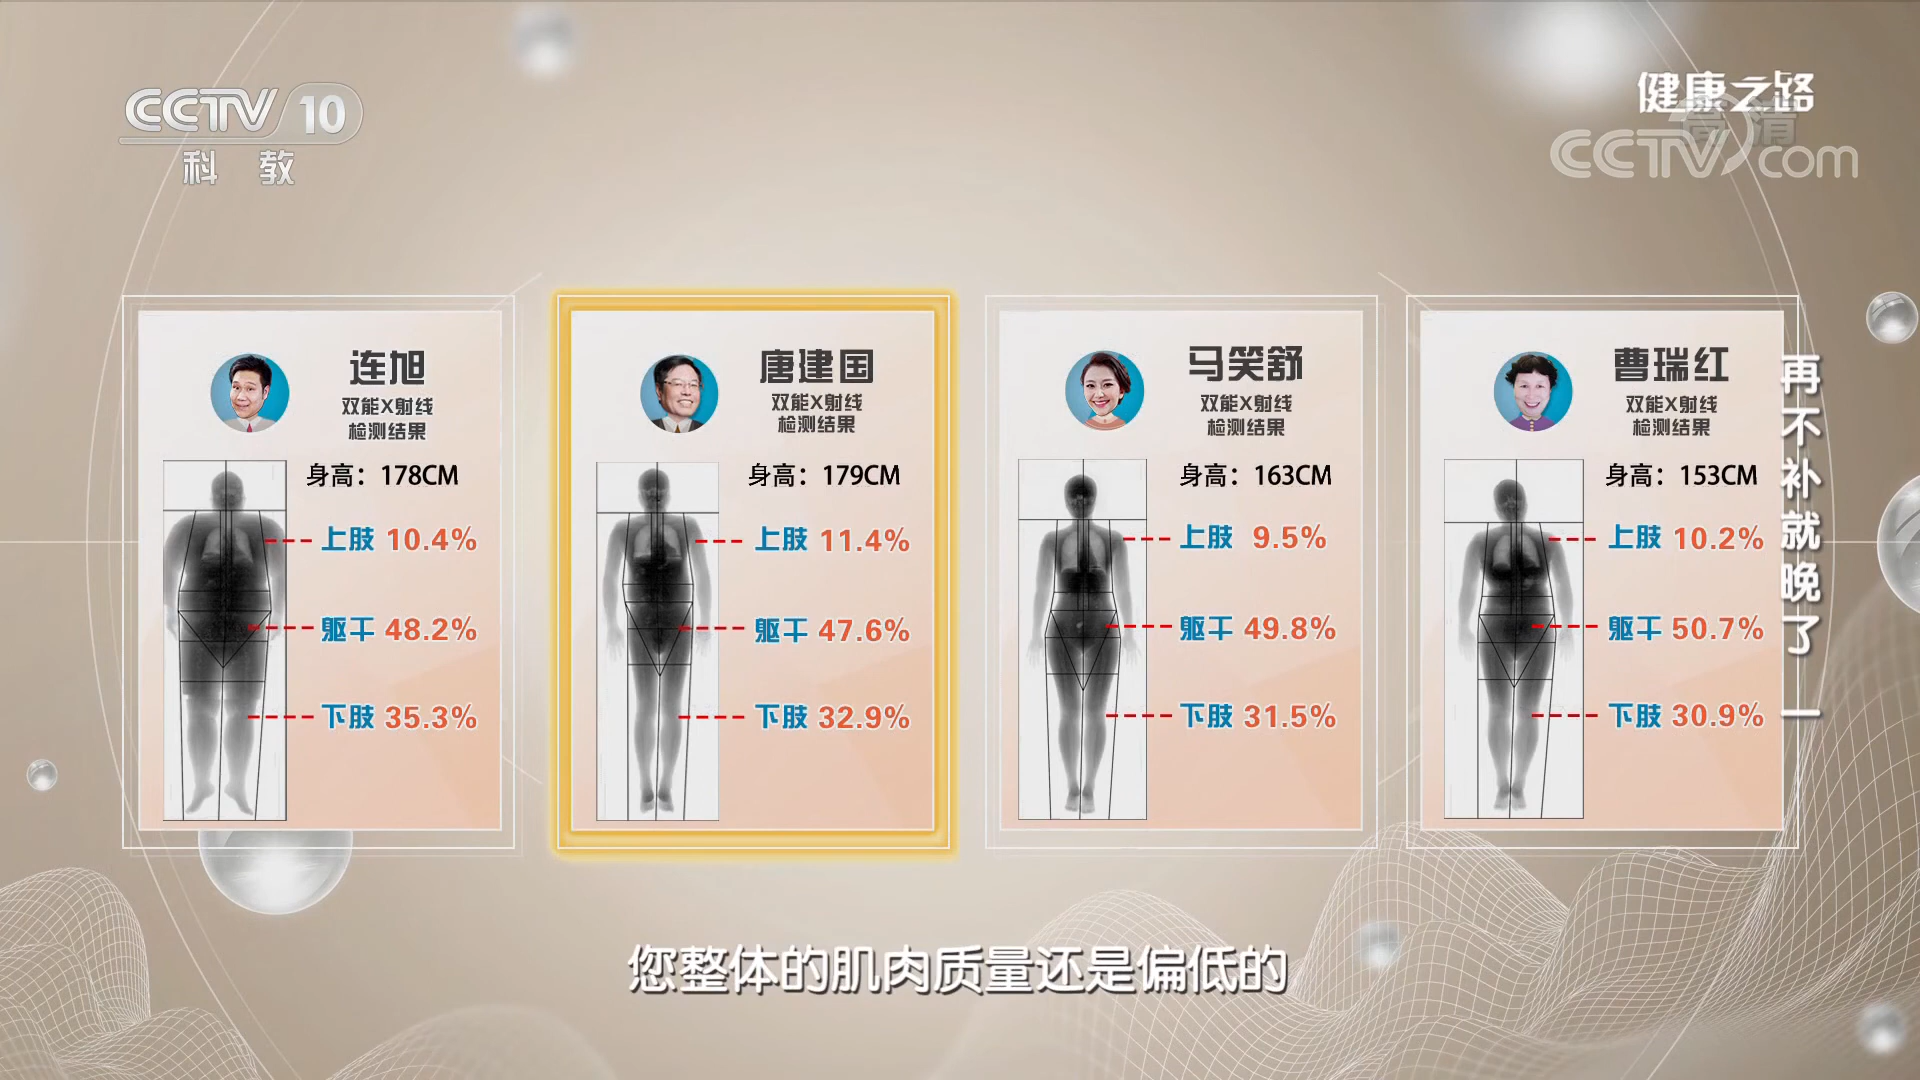 CCTV 10
科 教
健康之路
高清
CCTV.com
连旭
双能X射线
检测结果
身高：178CM
上肢 10.4%
躯干 48.2%
下肢 35.3%
唐建国
双能X射线
检测结果
身高：179CM
上肢 11.4%
躯干 47.6%
下肢 32.9%
马笑舒
双能X射线
检测结果
身高：163CM
上肢 9.5%
躯干 49.8%
下肢 31.5%
曹瑞红
双能X射线
检测结果
身高：153CM
上肢 10.2%
躯干 50.7%
下肢 30.9%
再不补就晚了 一
您整体的肌肉质量还是偏低的